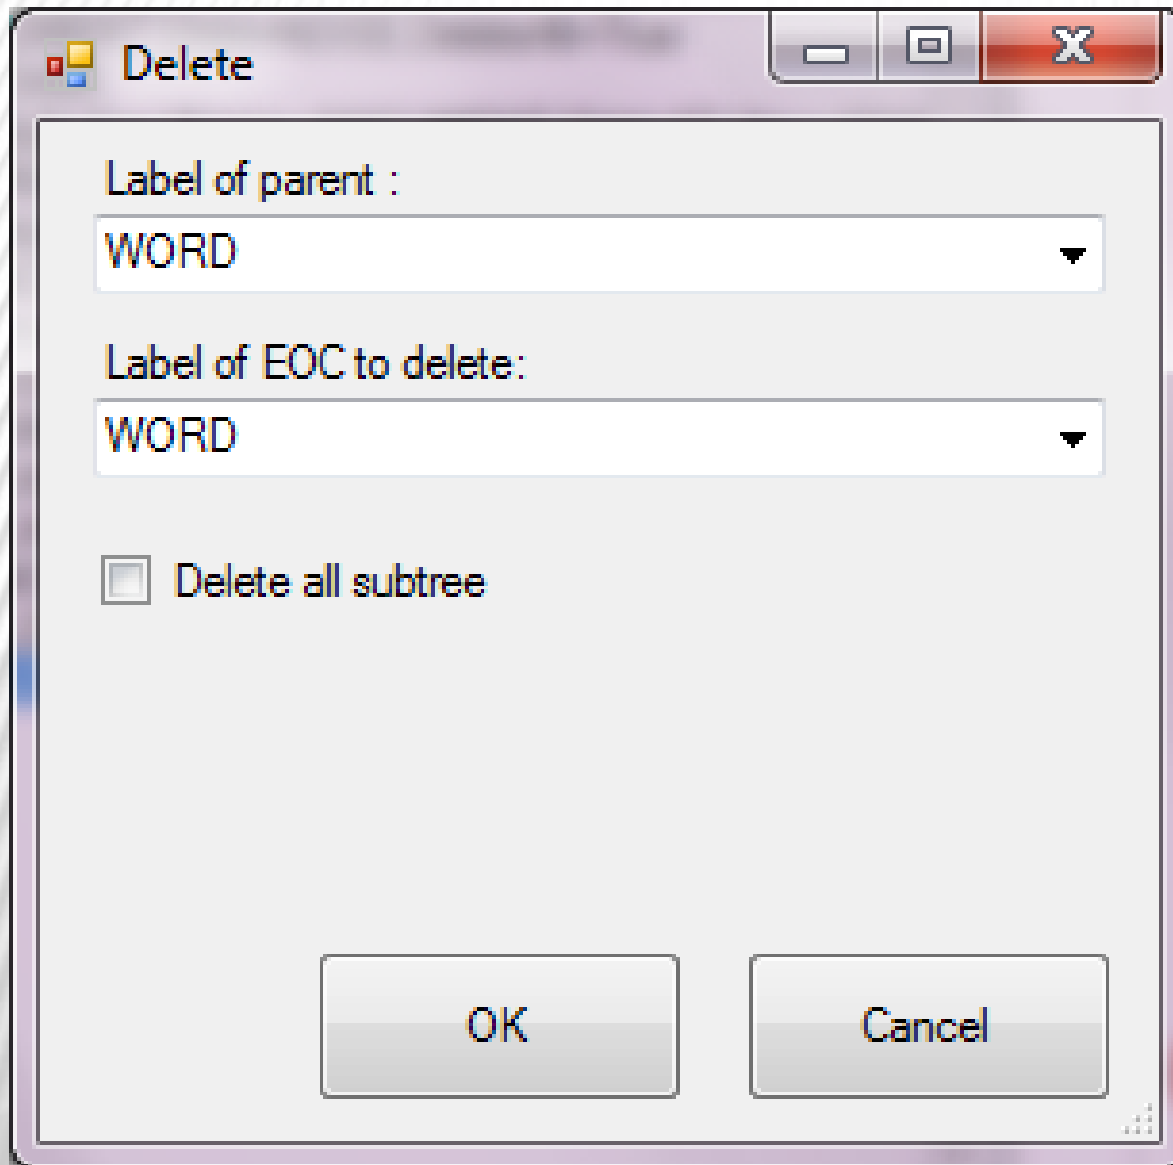 Delete
Label of parent :
WORD
Label of EOC to delete:
WORD
Delete all subtree
OK
Cancel